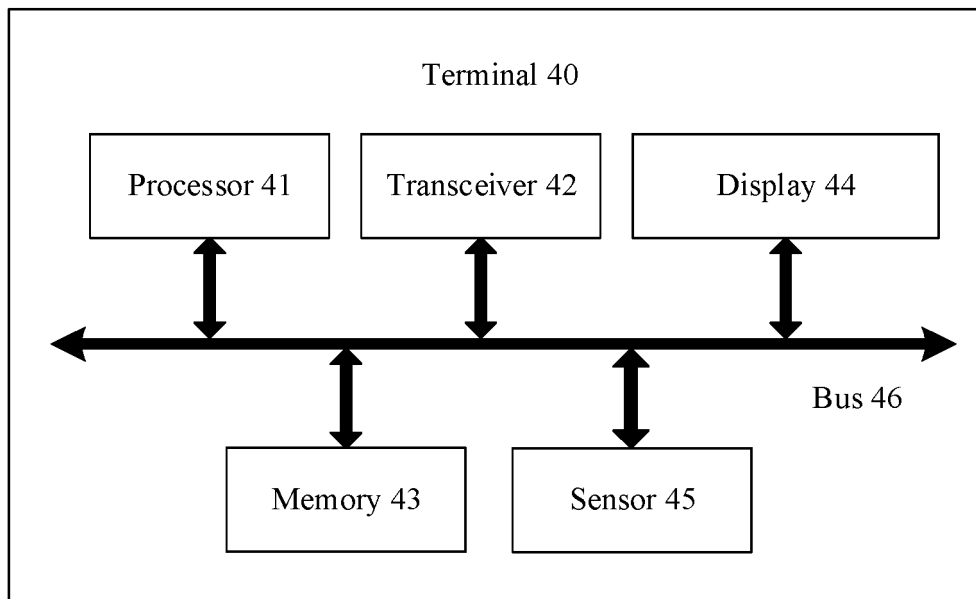 Terminal 40
Processor 41
Transceiver 42
Display 44
Bus 46
Memory 43
Sensor 45